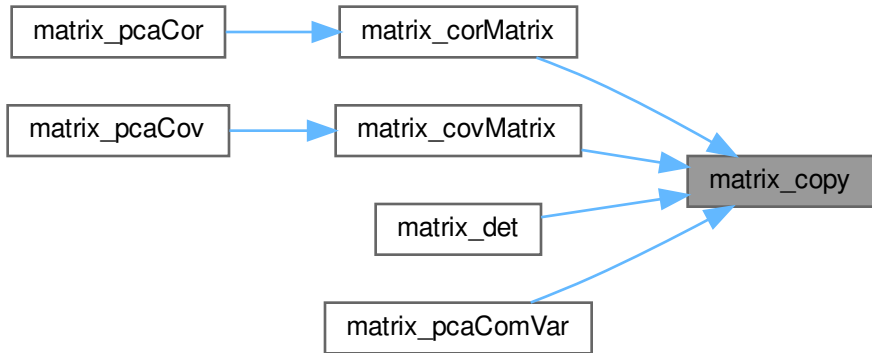 matrix_pcaCor
matrix_corMatrix
matrix_pcaCov
matrix_covMatrix
matrix_copy
matrix_det
matrix_pcaComVar